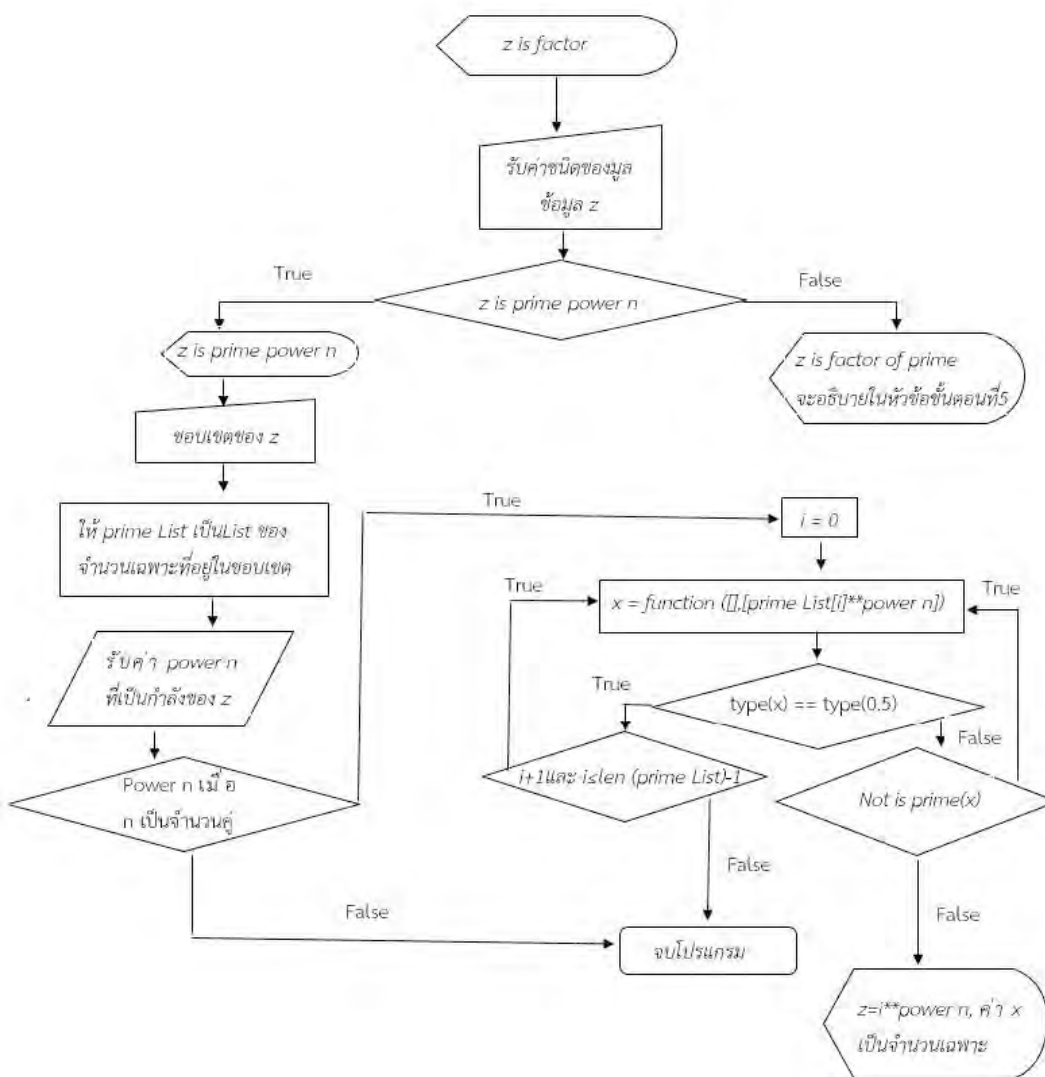 z is factor
รับค่าชนิดของมูล
ข้อมูล z
True
False
z is prime power n
z is prime power n
z is factor of prime
จะอธิบายในหัวข้อขั้นตอนที่5
ขอบเขตของ z
True
i = 0
ให้ prime List เป็นList ของ
จำนวนเฉพาะที่อยู่ในขอบเขต
True
True
x = function ([],[prime List[i]**power n])
รับค่า power n
ที่เป็นกำลังของ z
True
type(x) == type(0.5)
False
Power n เมื่อ
n เป็นจำนวนคู่
i+1และ i≤len (prime List)-1
Not is prime(x)
False
False
False
จบโปรแกรม
z=i**power n, ค่า x
เป็นจำนวนเฉพาะ